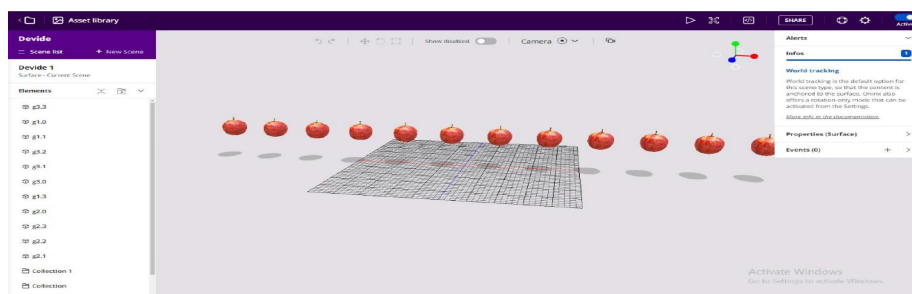 Asset library
SHARE
Devide
Scene list
+ New Scene
Devide 1
Surface - Current Scene
Elements
g3.3
g1.0
g1.1
g3.2
g3.1
g3.0
g1.3
g2.0
g2.3
g2.2
g2.1
Collection 1
Collection
Show disabled
Camera
Alerts
Infos
1
World tracking
World tracking is the default option for
this scene type, so that the content is
anchored to the surface. Onirix also
offers a rotation-only mode that can be
activated from the Settings.
More info in the documentation.
Properties (Surface)
Events (0)
Activate Windows
Go to Settings to activate Windows.